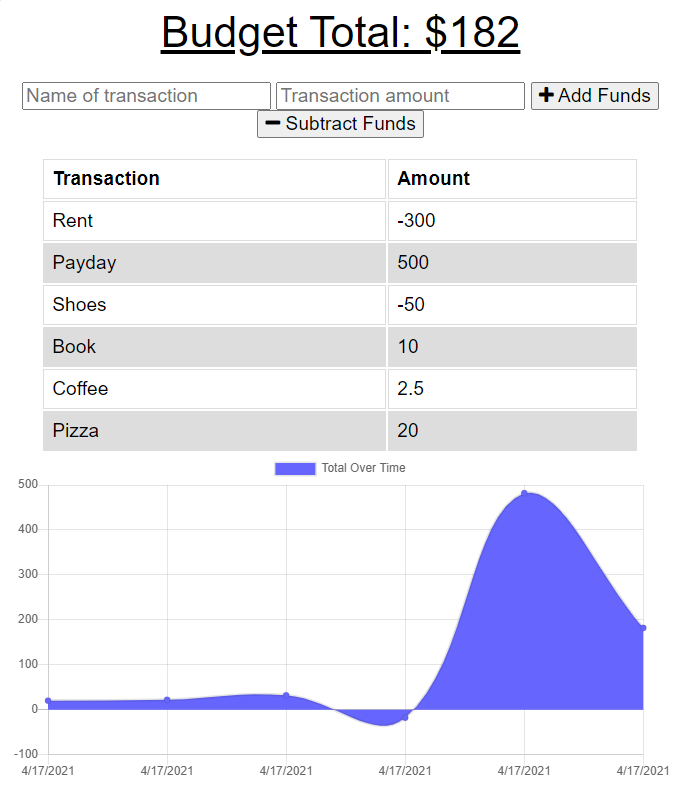 Budget Total: $182
Name of transaction Transaction amount Add Funds
Subtract Funds
Transaction Amount
Rent -300
Payday 500
Shoes -50
Book 10
Coffee 2.5
Pizza 20
Total Over Time
500
400
300
200
100
0
-100
4/17/2021 4/17/2021 4/17/2021 4/17/2021 4/17/2021 4/17/2021